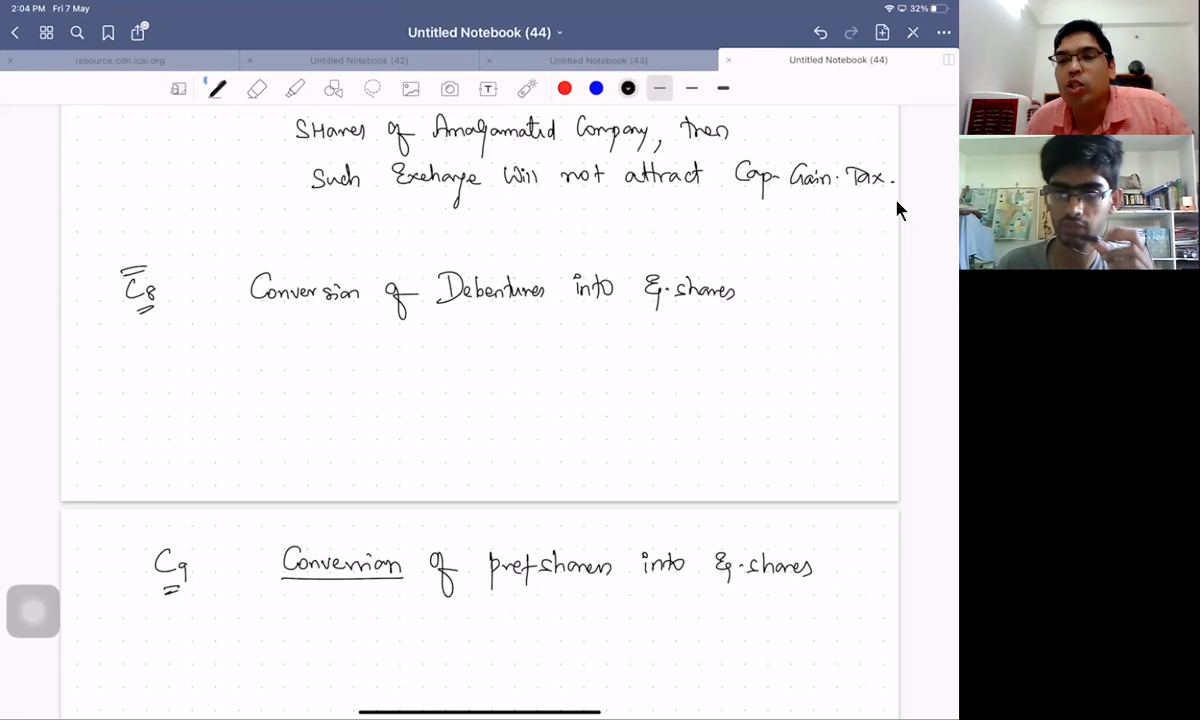 2:04 PM Fri 7 May
32%
Untitled Notebook (44)
resource.cdn.icai.org
Untitled Notebook (42)
Untitled Notebook (43)
Untitled Notebook (44)
T
SHares of Amalgamated Company, then
Such Exchange Will not attract Cap Gain. Tax.
C8 Conversion of Debentures into Eq. shares
C9 Conversion of pref shares into Eq. shares